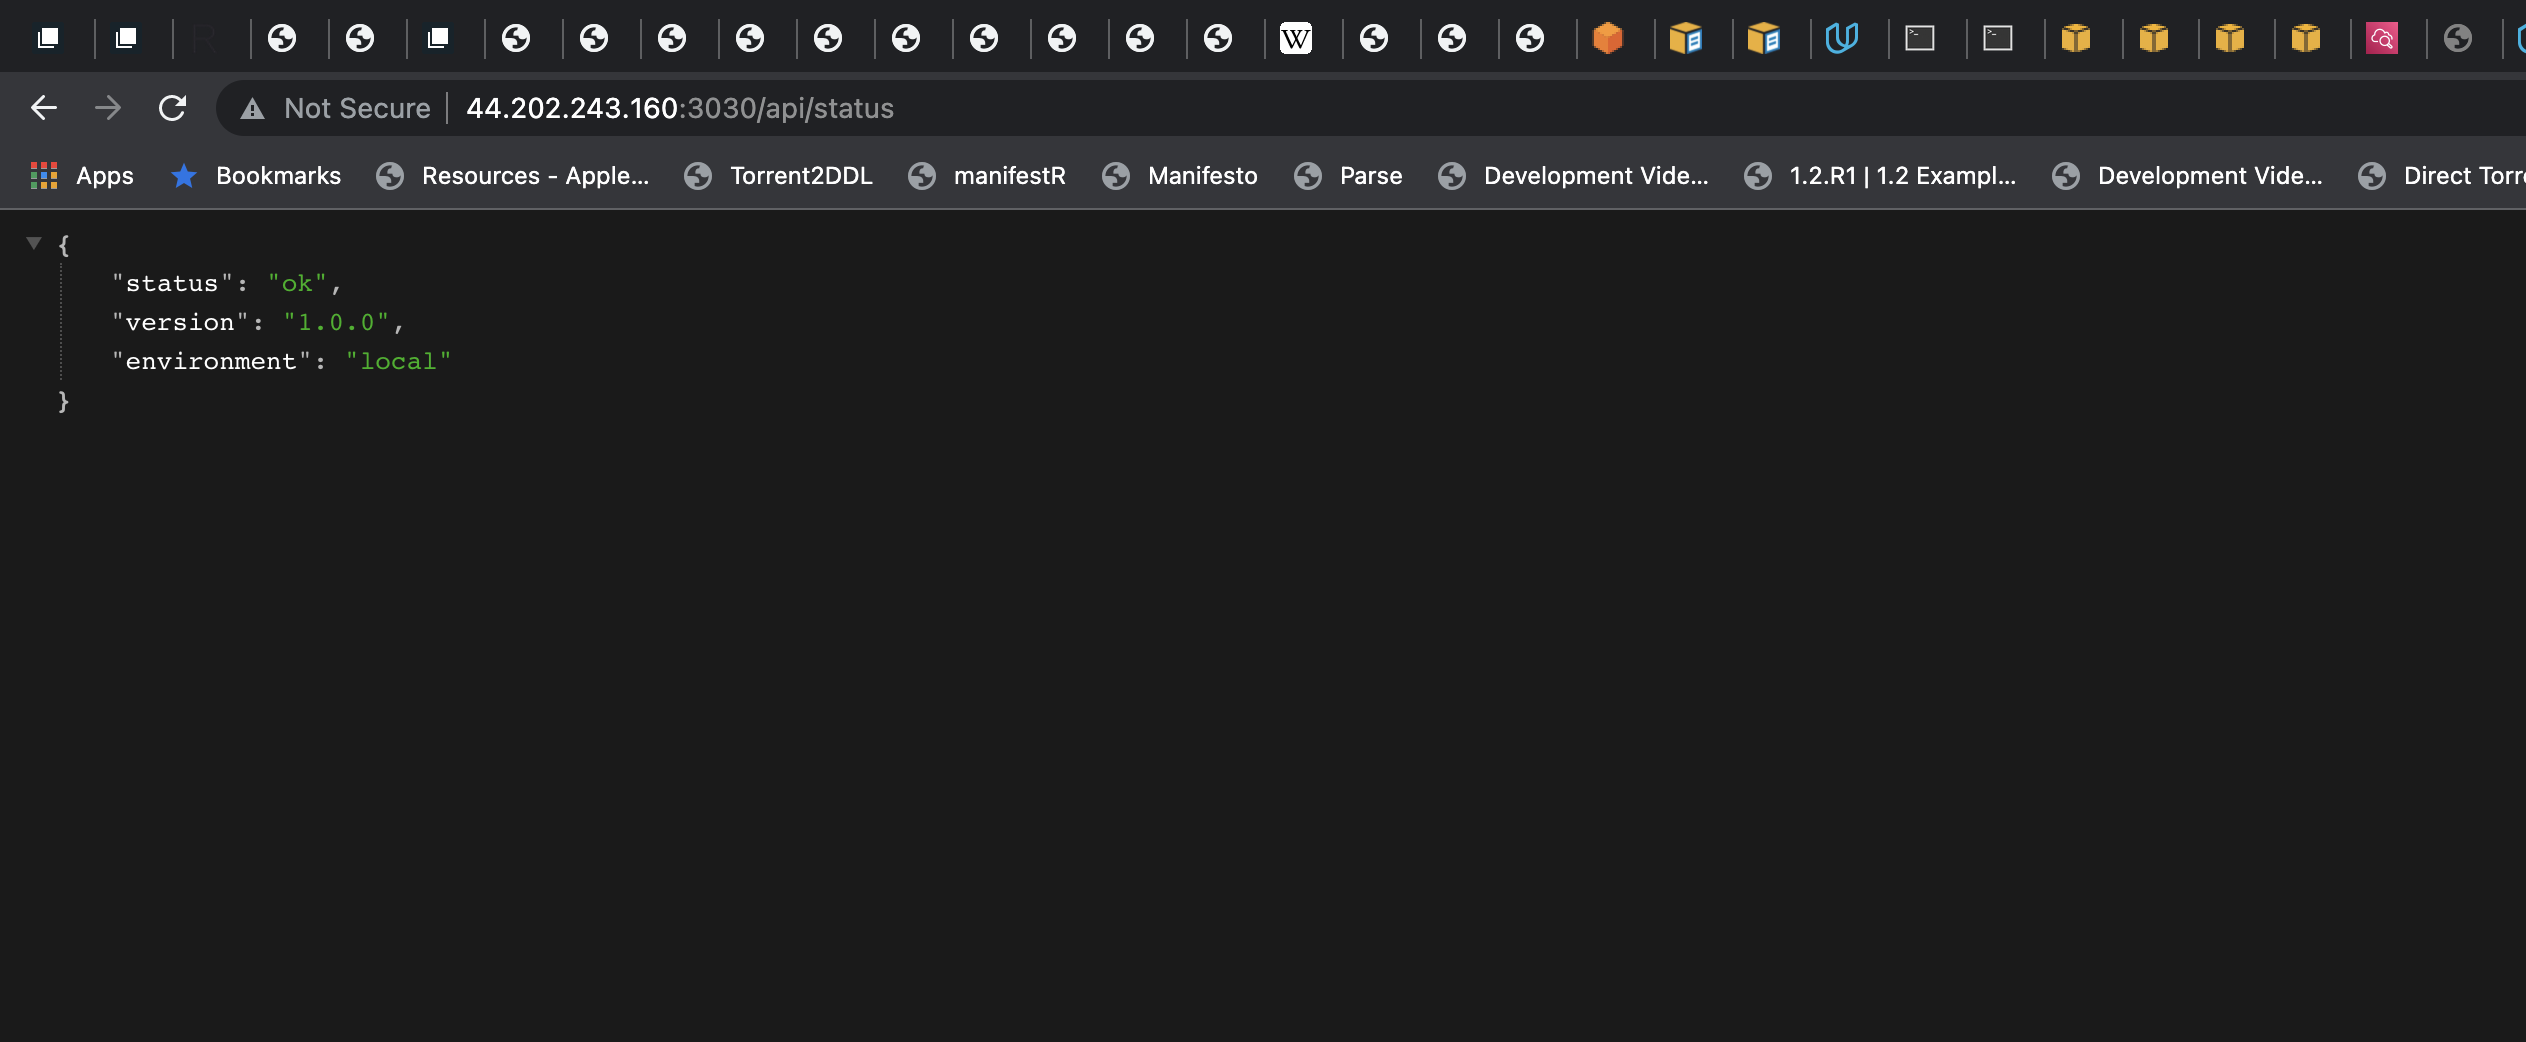 R
W
Not Secure 44.202.243.160:3030/api/status
Apps Bookmarks Resources - Apple... Torrent2DDL manifestR Manifesto Parse Development Vide... 1.2.R1 | 1.2 Exampl... Development Vide... Direct Torr
{
"status": "ok",
"version": "1.0.0",
"environment": "local"
}